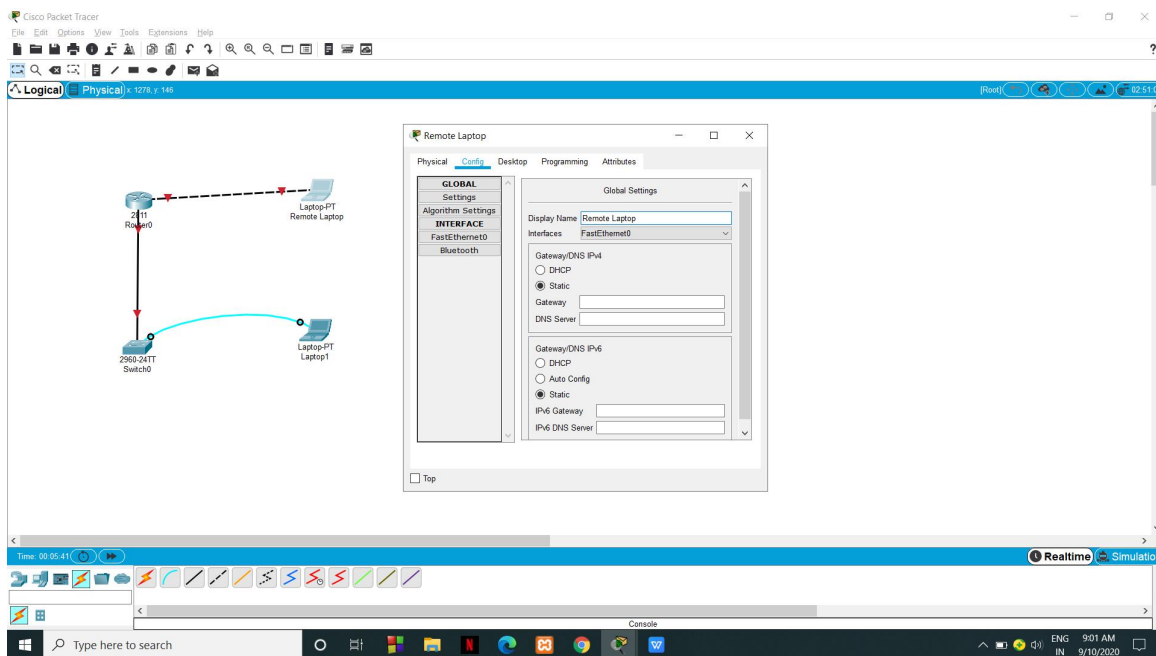 Cisco Packet Tracer
File Edit Options View Tools Extensions Help
?
Logical Physical x: 1278, y: 146 [Root] 02:51:0
Remote Laptop
Physical Config Desktop Programming Attributes
GLOBAL
Settings
Algorithm Settings
INTERFACE
FastEthernet0
Bluetooth
Global Settings
Display Name Remote Laptop
Interfaces FastEthernet0
Gateway/DNS IPv4
DHCP
Static
Gateway
DNS Server
Gateway/DNS IPv6
DHCP
Auto Config
Static
IPv6 Gateway
IPv6 DNS Server
Top
Laptop-PT
Remote Laptop
2811
Router0
Laptop-PT
Laptop1
2960-24TT
Switch0
Time: 00:05:41
Realtime Simulatio
Console
Type here to search
ENG 9:01 AM
IN 9/10/2020